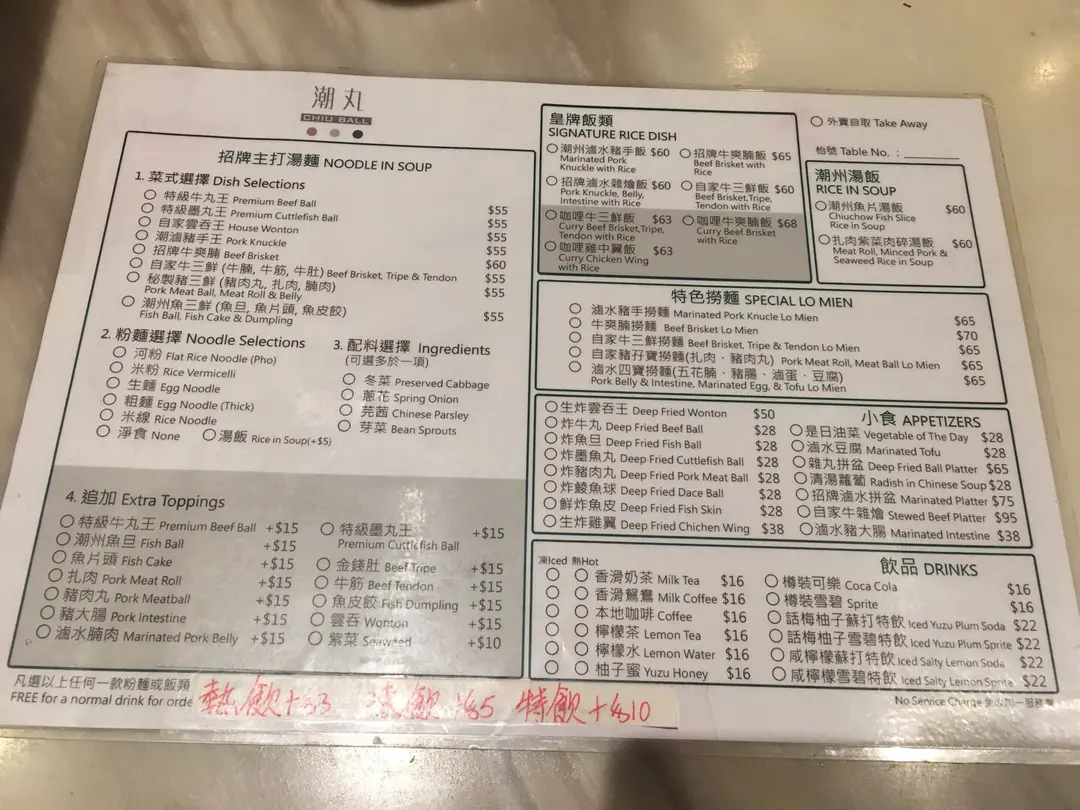 潮丸
CHIU BALL
招牌主打湯麵 NOODLE IN SOUP
1. 菜式選擇 Dish Selections
特級牛丸王 Premium Beef Ball $55
特級墨丸王 Premium Cuttlefish Ball $55
自家雲吞王 House Wonton $55
潮滷豬手王 Pork Knuckle $55
招牌牛爽腩 Beef Brisket $60
自家牛三鮮 (牛腩, 牛筋, 牛肚) Beef Brisket, Tripe & Tendon $55
秘製豬三鮮 (豬肉丸, 扎肉, 腩肉) $55
Pork Meat Ball, Meat Roll & Belly
潮州魚三鮮 (魚旦, 魚片頭, 魚皮餃) $55
Fish Ball, Fish Cake & Dumpling
2. 粉麵選擇 Noodle Selections
河粉 Flat Rice Noodle (Pho)
米粉 Rice Vermicelli
生麵 Egg Noodle
粗麵 Egg Noodle (Thick)
米線 Rice Noodle
淨食 None 湯飯 Rice in Soup(+$5)
3. 配料選擇 Ingredients
(可選多於一項)
冬菜 Preserved Cabbage
蔥花 Spring Onion
芫茜 Chinese Parsley
芽菜 Bean Sprouts
4. 追加 Extra Toppings
特級牛丸王 Premium Beef Ball +$15
潮州魚旦 Fish Ball +$15
魚片頭 Fish Cake +$15
扎肉 Pork Meat Roll +$15
豬肉丸 Pork Meatball +$15
豬大腸 Pork Intestine +$15
滷水腩肉 Marinated Pork Belly +$15
特級墨丸王 +$15
Premium Cuttlefish Ball
金錢肚 Beef Tripe +$15
牛筋 Beef Tendon +$15
魚皮餃 Fish Dumpling +$15
雲吞 Wonton +$15
紫菜 Seaweed +$10
凡選以上任何一款粉麵或飯類
FREE for a normal drink for orde
熱飲+$3 凍飲+$5 特飲+$10
皇牌飯類
SIGNATURE RICE DISH
潮州滷水豬手飯 $60
Marinated Pork
Knuckle with Rice
招牌滷水雜燴飯 $60
Pork Knuckle, Belly,
Intestine with Rice
咖哩牛三鮮飯 $63
Curry Beef Brisket,Tripe,
Tendon with Rice
咖哩雞中翼飯 $63
Curry Chicken Wing
with Rice
招牌牛爽腩飯 $65
Beef Brisket with
Rice
自家牛三鮮飯 $60
Beef Brisket,Tripe,
Tendon with Rice
咖哩牛爽腩飯 $68
Curry Beef Brisket
with Rice
外賣自取 Take Away
枱號 Table No. :
潮州湯飯
RICE IN SOUP
潮州魚片湯飯 $60
Chiuchow Fish Slice
Rice in Soup
扎肉紫菜肉碎湯飯 $60
Meat Roll, Minced Pork &
Seaweed Rice in Soup
特色撈麵 SPECIAL LO MIEN
滷水豬手撈麵 Marinated Pork Knucle Lo Mien $65
牛爽腩撈麵 Beef Brisket Lo Mien $70
自家牛三鮮撈麵 Beef Brisket, Tripe & Tendon Lo Mien $65
自家豬孖寶撈麵(扎肉、豬肉丸) Pork Meat Roll, Meat Ball Lo Mien $65
滷水四寶撈麵(五花腩、豬腸、滷蛋、豆腐) $65
Pork Belly & Intestine, Marinated Egg, & Tofu Lo Mien
小食 APPETIZERS
生炸雲吞王 Deep Fried Wonton $50
炸牛丸 Deep Fried Beef Ball $28
炸魚旦 Deep Fried Fish Ball $28
炸墨魚丸 Deep Fried Cuttlefish Ball $28
炸豬肉丸 Deep Fried Pork Meat Ball $28
炸鯪魚球 Deep Fried Dace Ball $28
鮮炸魚皮 Deep Fried Fish Skin $28
生炸雞翼 Deep Fried Chicken Wing $38
是日油菜 Vegetable of The Day $28
滷水豆腐 Marinated Tofu $28
雜丸拼盆 Deep Fried Ball Platter $65
清湯蘿蔔 Radish in Chinese Soup $28
招牌滷水拼盆 Marinated Platter $75
自家牛雜燴 Stewed Beef Platter $95
滷水豬大腸 Marinated Intestine $38
飲品 DRINKS
凍Iced 熱Hot
香滑奶茶 Milk Tea $16
香滑鴛鴦 Milk Coffee $16
本地咖啡 Coffee $16
檸檬茶 Lemon Tea $16
檸檬水 Lemon Water $16
柚子蜜 Yuzu Honey $16
樽裝可樂 Coca Cola $16
樽裝雪碧 Sprite $16
話梅柚子蘇打特飲 Iced Yuzu Plum Soda $22
話梅柚子雪碧特飲 Iced Yuzu Plum Sprite $22
咸檸檬蘇打特飲 Iced Salty Lemon Soda $22
咸檸檬雪碧特飲 Iced Salty Lemon Sprite $22
No Service Charge 免收加一服務費